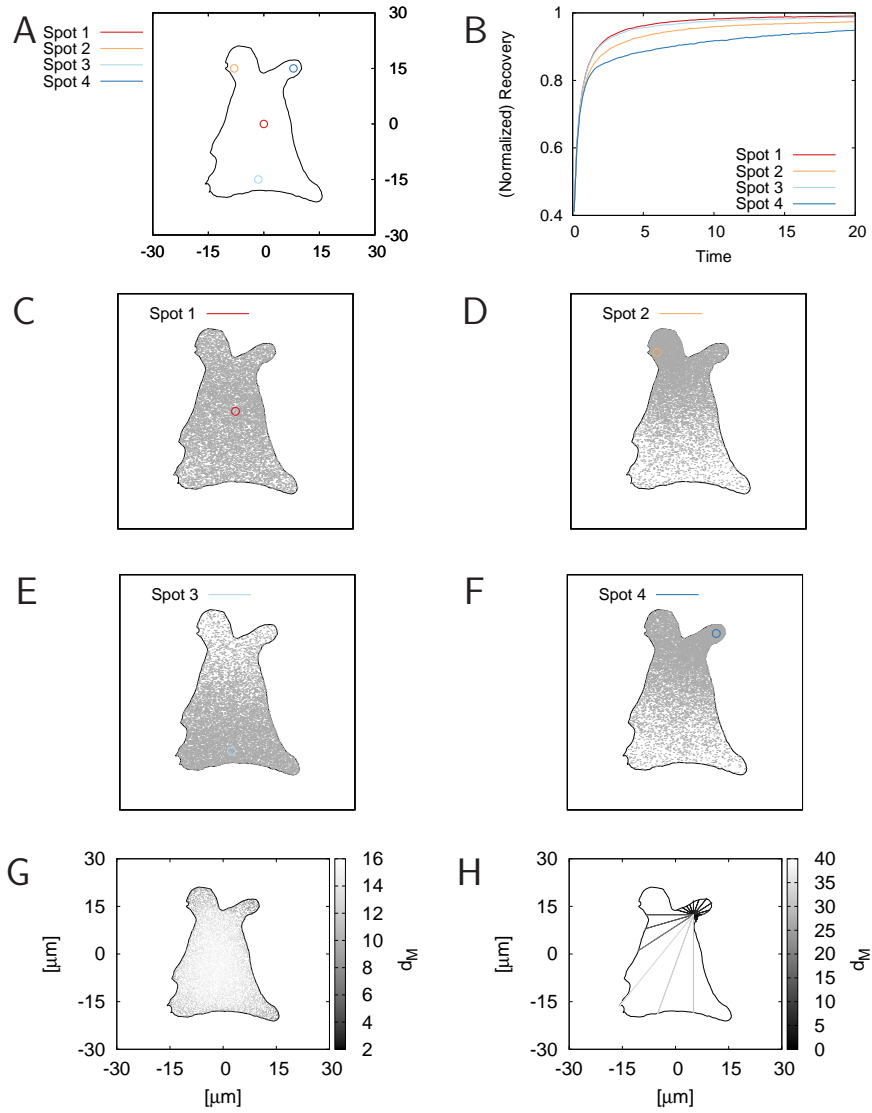 A
Spot 1
Spot 2
Spot 3
Spot 4
30
15
0
-15
-30
-30 -15 0 15 30
B
(Normalized) Recovery
1
0.8
0.6
0.4
Spot 1
Spot 2
Spot 3
Spot 4
0 5 10 15 20
Time
C
Spot 1
D
Spot 2
E
Spot 3
F
Spot 4
G
[μm]
30
15
0
-15
-30
-30 -15 0 15 30
[μm]
16
14
12
10
8
6
4
2
d_M
H
30
15
0
-15
-30
-30 -15 0 15 30
[μm]
40
35
30
25
20
15
10
5
0
d_M
[μm]